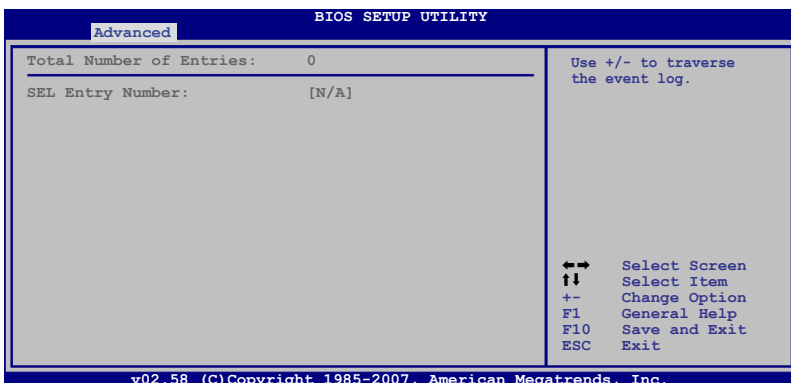 BIOS SETUP UTILITY
Advanced
Total Number of Entries: 0
SEL Entry Number: [N/A]
Use +/- to traverse
the event log.
←→ Select Screen
↑↓ Select Item
+- Change Option
F1 General Help
F10 Save and Exit
ESC Exit
v02.58 (C)Copyright 1985-2007, American Megatrends, Inc.